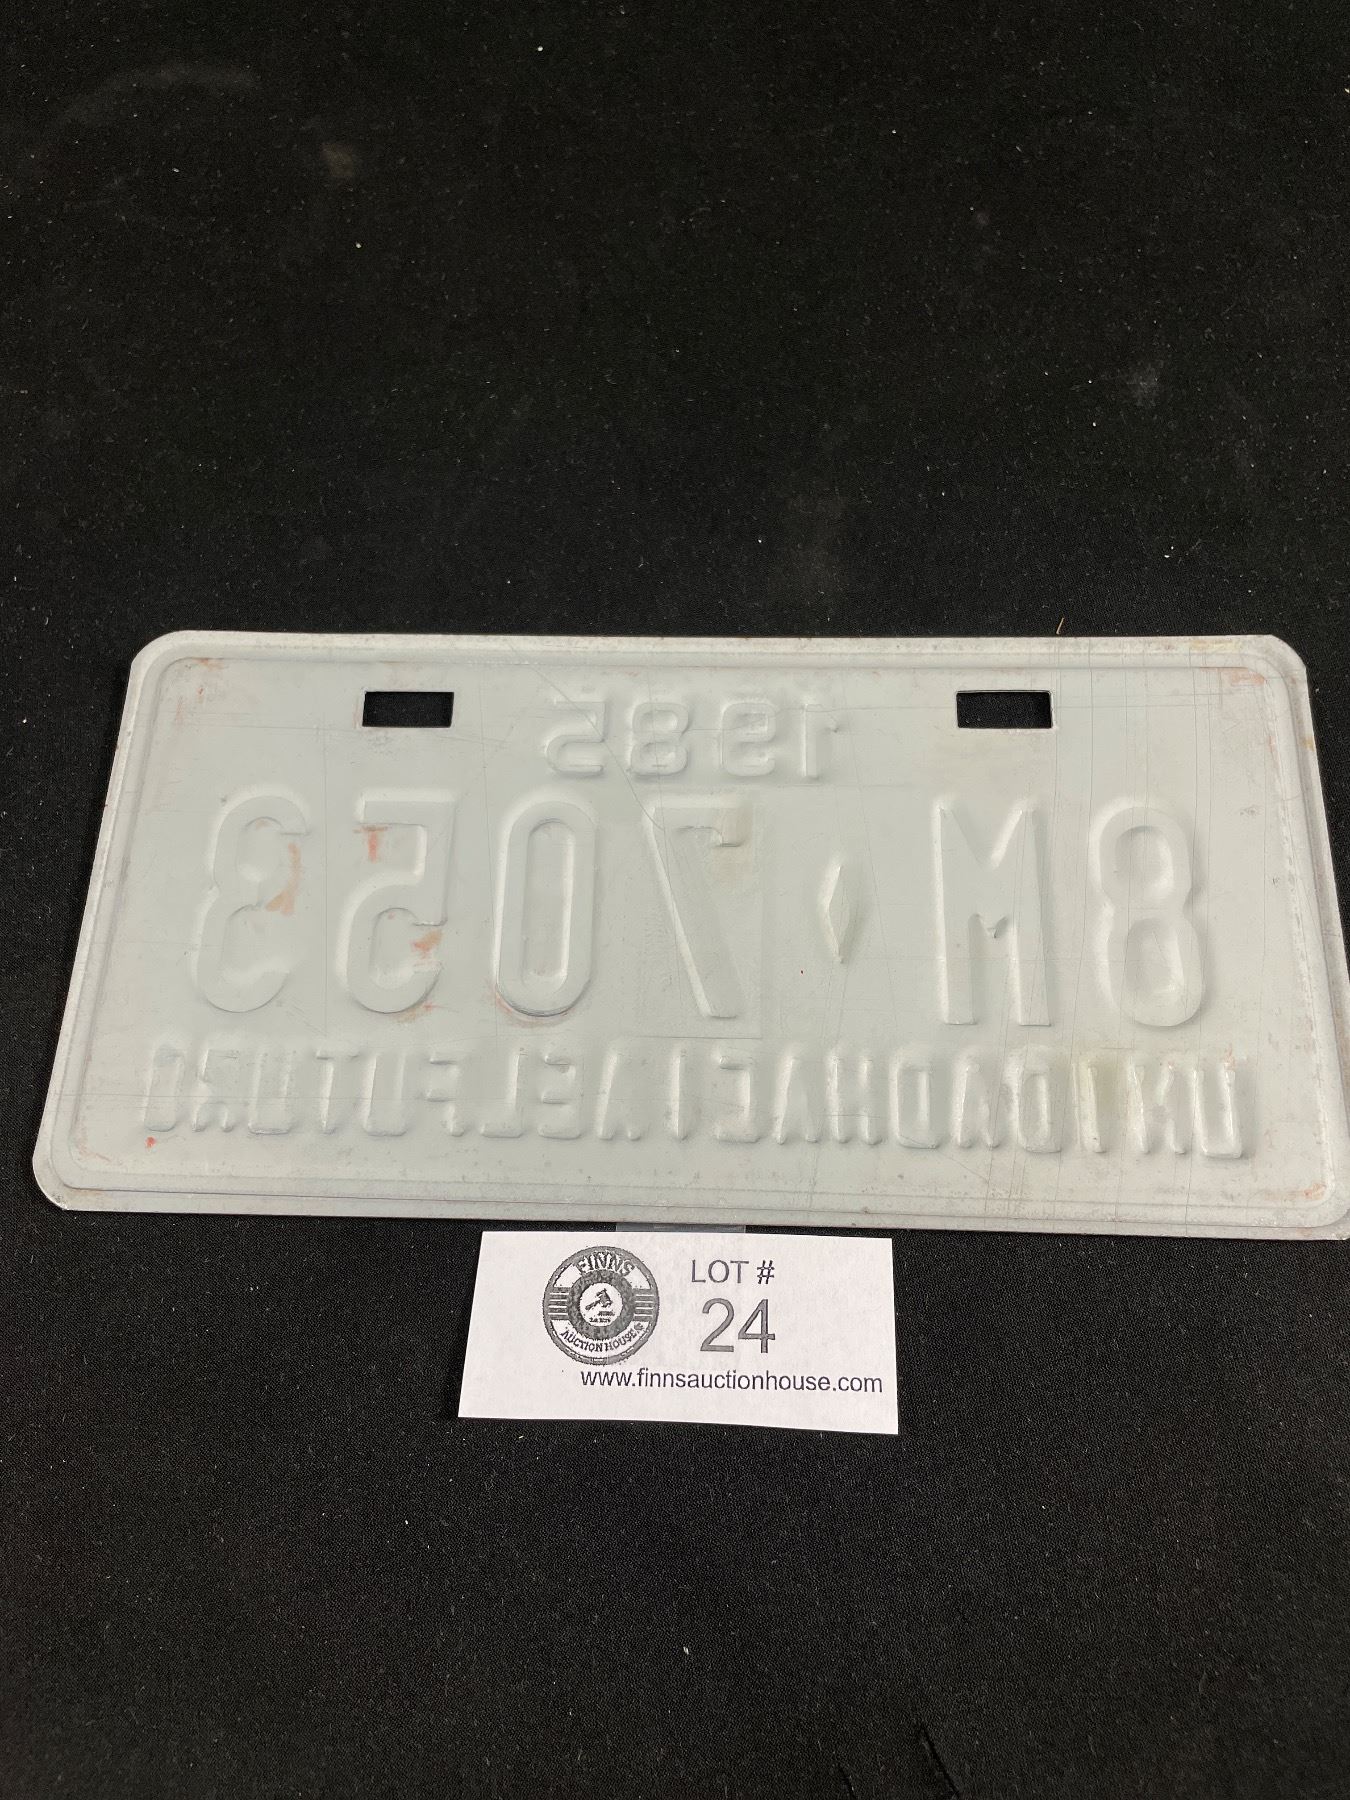 1985
8M 7053
UNIDAD HACIA EL FUTURO
FINNS
AUCTION HOUSE
LOT #
24
www.finnsauctionhouse.com